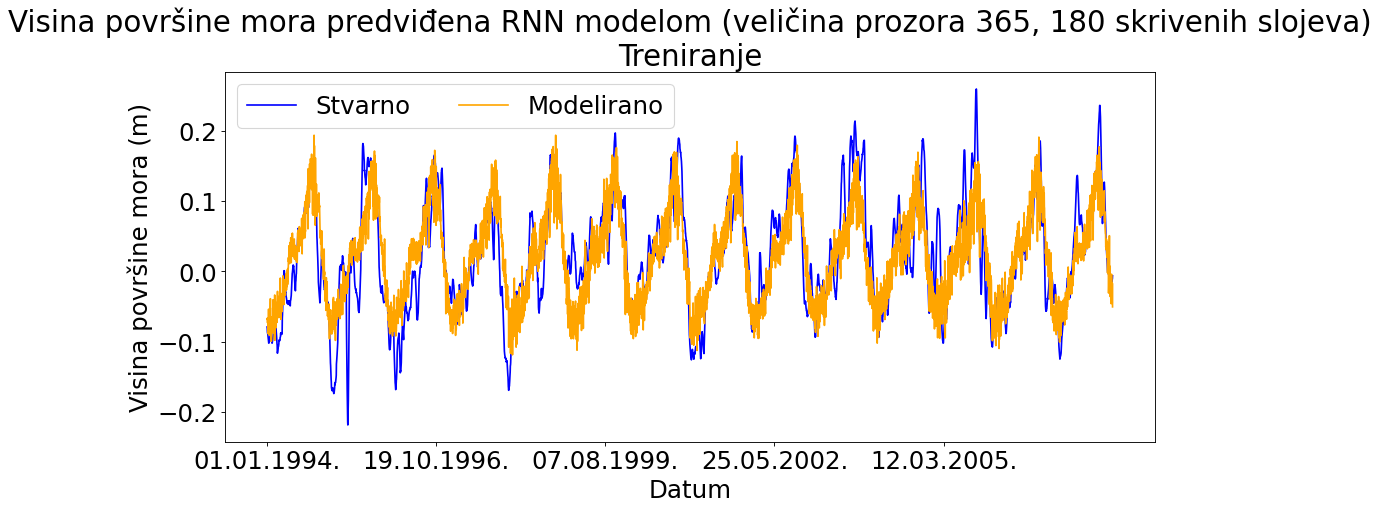 Visina površine mora predviđena RNN modelom (veličina prozora 365, 180 skrivenih slojeva)
Treniranje
Stvarno
Modelirano
Visina površine mora (m)
0.2
0.1
0.0
−0.1
−0.2
01.01.1994.
19.10.1996.
07.08.1999.
25.05.2002.
12.03.2005.
Datum